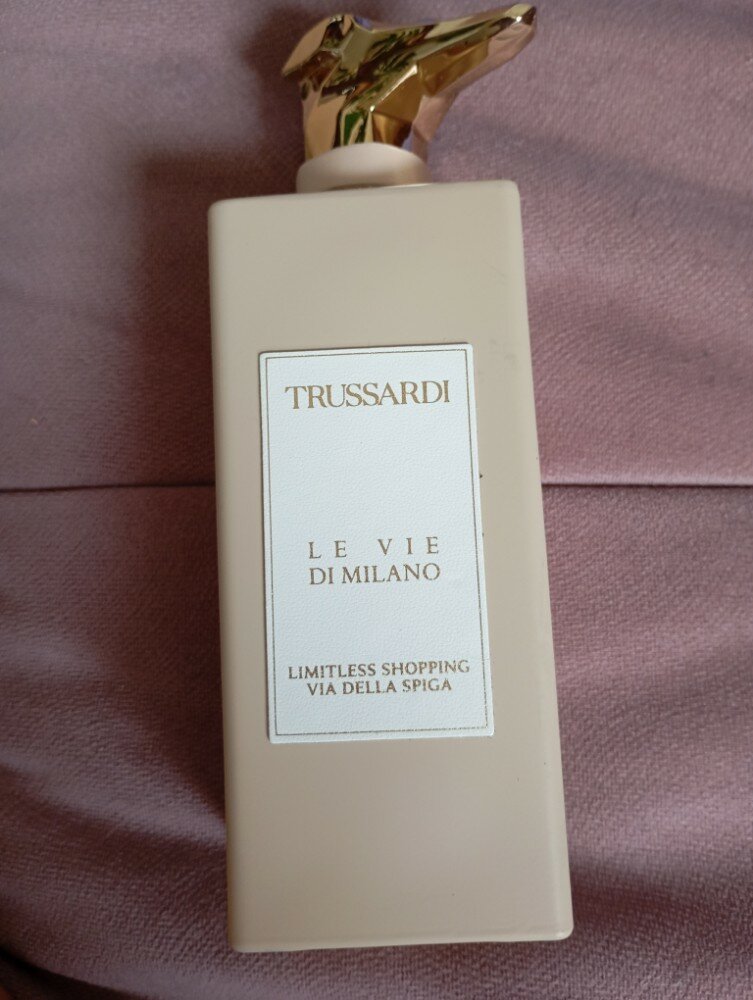 TRUSSARDI
LE VIE
DI MILANO
LIMITLESS SHOPPING
VIA DELLA SPIGA